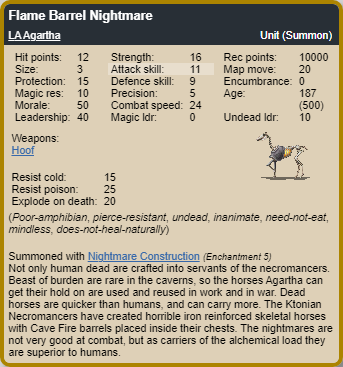 Flame Barrel Nightmare
LA Agartha Unit (Summon)
Hit points: 12 Strength: 16 Rec points: 10000
Size: 3 Attack skill: 11 Map move: 20
Protection: 15 Defence skill: 9 Encumbrance: 0
Magic res: 10 Precision: 5 Age: 187
Morale: 50 Combat speed: 24 (500)
Leadership: 40 Magic ldr: 0 Undead ldr: 10
Weapons:
Hoof
Resist cold: 15
Resist poison: 25
Explode on death: 20
(Poor-amphibian, pierce-resistant, undead, inanimate, need-not-eat,
mindless, does-not-heal-naturally)
Summoned with Nightmare Construction (Enchantment 5)
Not only human dead are crafted into servants of the necromancers.
Beast of burden are rare in the caverns, so the horses Agartha can
get their hold on are used and reused in work and in war. Dead
horses are quicker than humans, and can carry more. The Ktonian
Necromancers have created horrible iron reinforced skeletal horses
with Cave Fire barrels placed inside their chests. The nightmares are
not very good at combat, but as carriers of the alchemical load they
are superior to humans.